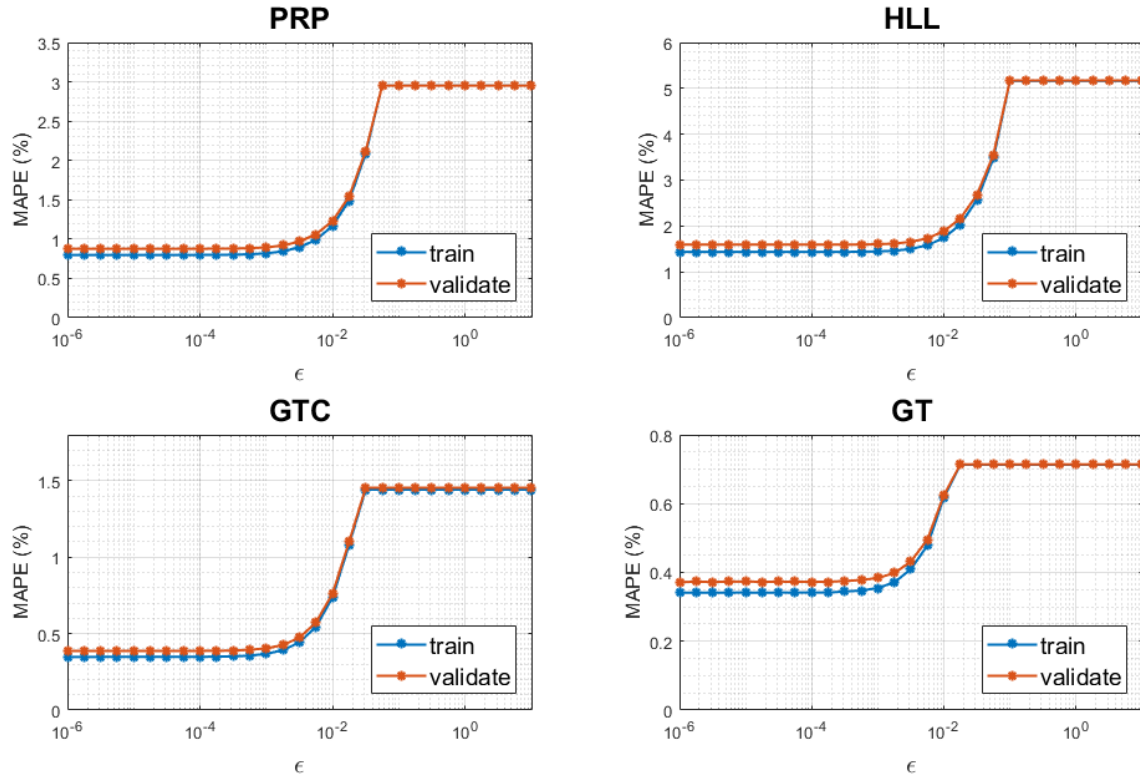 PRP
3.5
3
2.5
2
1.5
1
0.5
0
MAPE (%)
10^-6
10^-4
10^-2
10^0
ϵ
train
validate
HLL
6
5
4
3
2
1
0
MAPE (%)
10^-6
10^-4
10^-2
10^0
ϵ
train
validate
GTC
1.5
1
0.5
0
MAPE (%)
10^-6
10^-4
10^-2
10^0
ϵ
train
validate
GT
0.8
0.6
0.4
0.2
0
MAPE (%)
10^-6
10^-4
10^-2
10^0
ϵ
train
validate